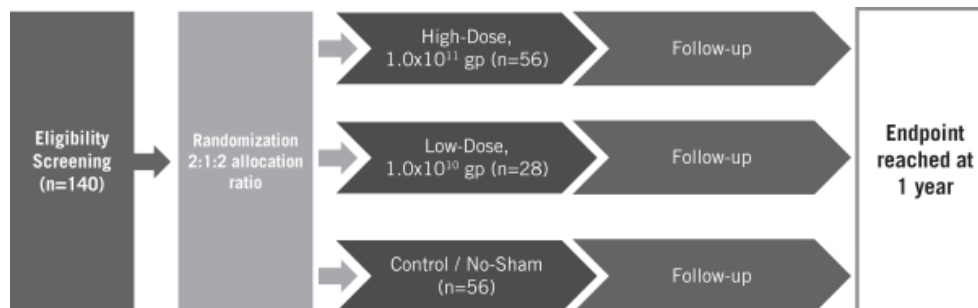 Eligibility
Screening
(n=140)
Randomization
2:1:2 allocation
ratio
High-Dose,
1.0x10¹¹ gp (n=56)
Follow-up
Low-Dose,
1.0x10¹⁰ gp (n=28)
Follow-up
Control / No-Sham
(n=56)
Follow-up
Endpoint
reached at
1 year